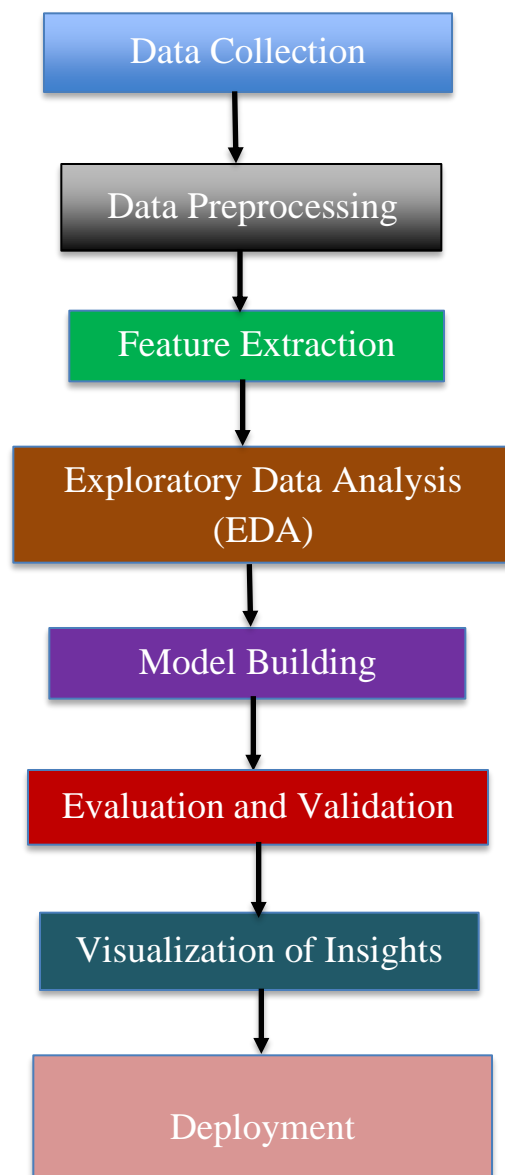 Data Collection
Data Preprocessing
Feature Extraction
Exploratory Data Analysis
(EDA)
Model Building
Evaluation and Validation
Visualization of Insights
Deployment